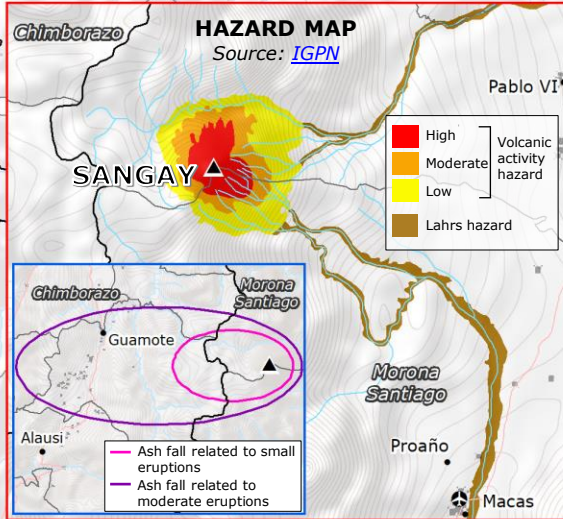 HAZARD MAP
Source: IGPN
Chimborazo
Pablo VI
High
Moderate
Low
Volcanic
activity
hazard
Lahrs hazard
SANGAY
Chimborazo
Morona
Santiago
Guamote
Alausi
Ash fall related to small
eruptions
Ash fall related to
moderate eruptions
Morona
Santiago
Proaño
Macas